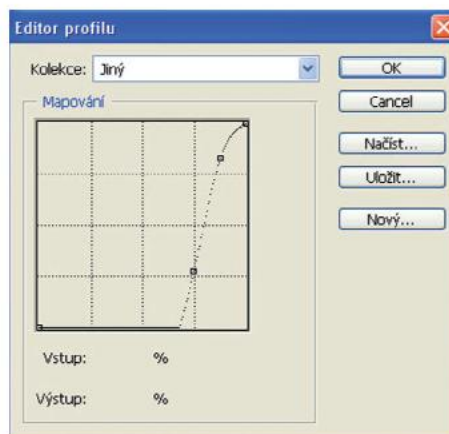 Editor profilu
Kolekce: Jiný
OK
Cancel
Načíst...
Uložit...
Nový...
Mapování
Vstup: %
Výstup: %